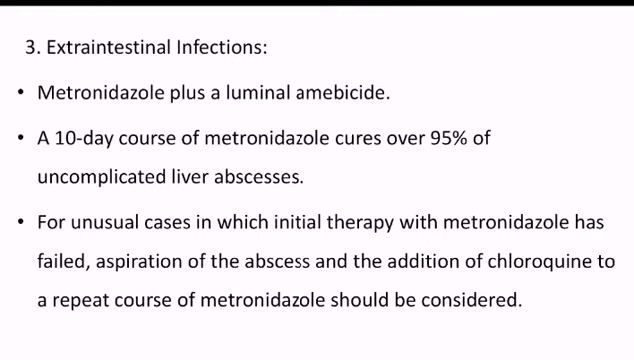 3. Extraintestinal Infections:
• Metronidazole plus a luminal amebicide.
• A 10-day course of metronidazole cures over 95% of
uncomplicated liver abscesses.
• For unusual cases in which initial therapy with metronidazole has
failed, aspiration of the abscess and the addition of chloroquine to
a repeat course of metronidazole should be considered.